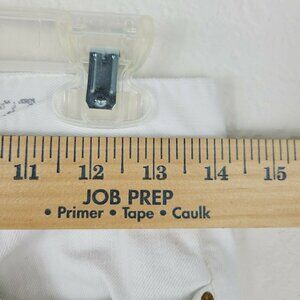 11 12 13 14 15
JOB PREP
• Primer • Tape • Caulk